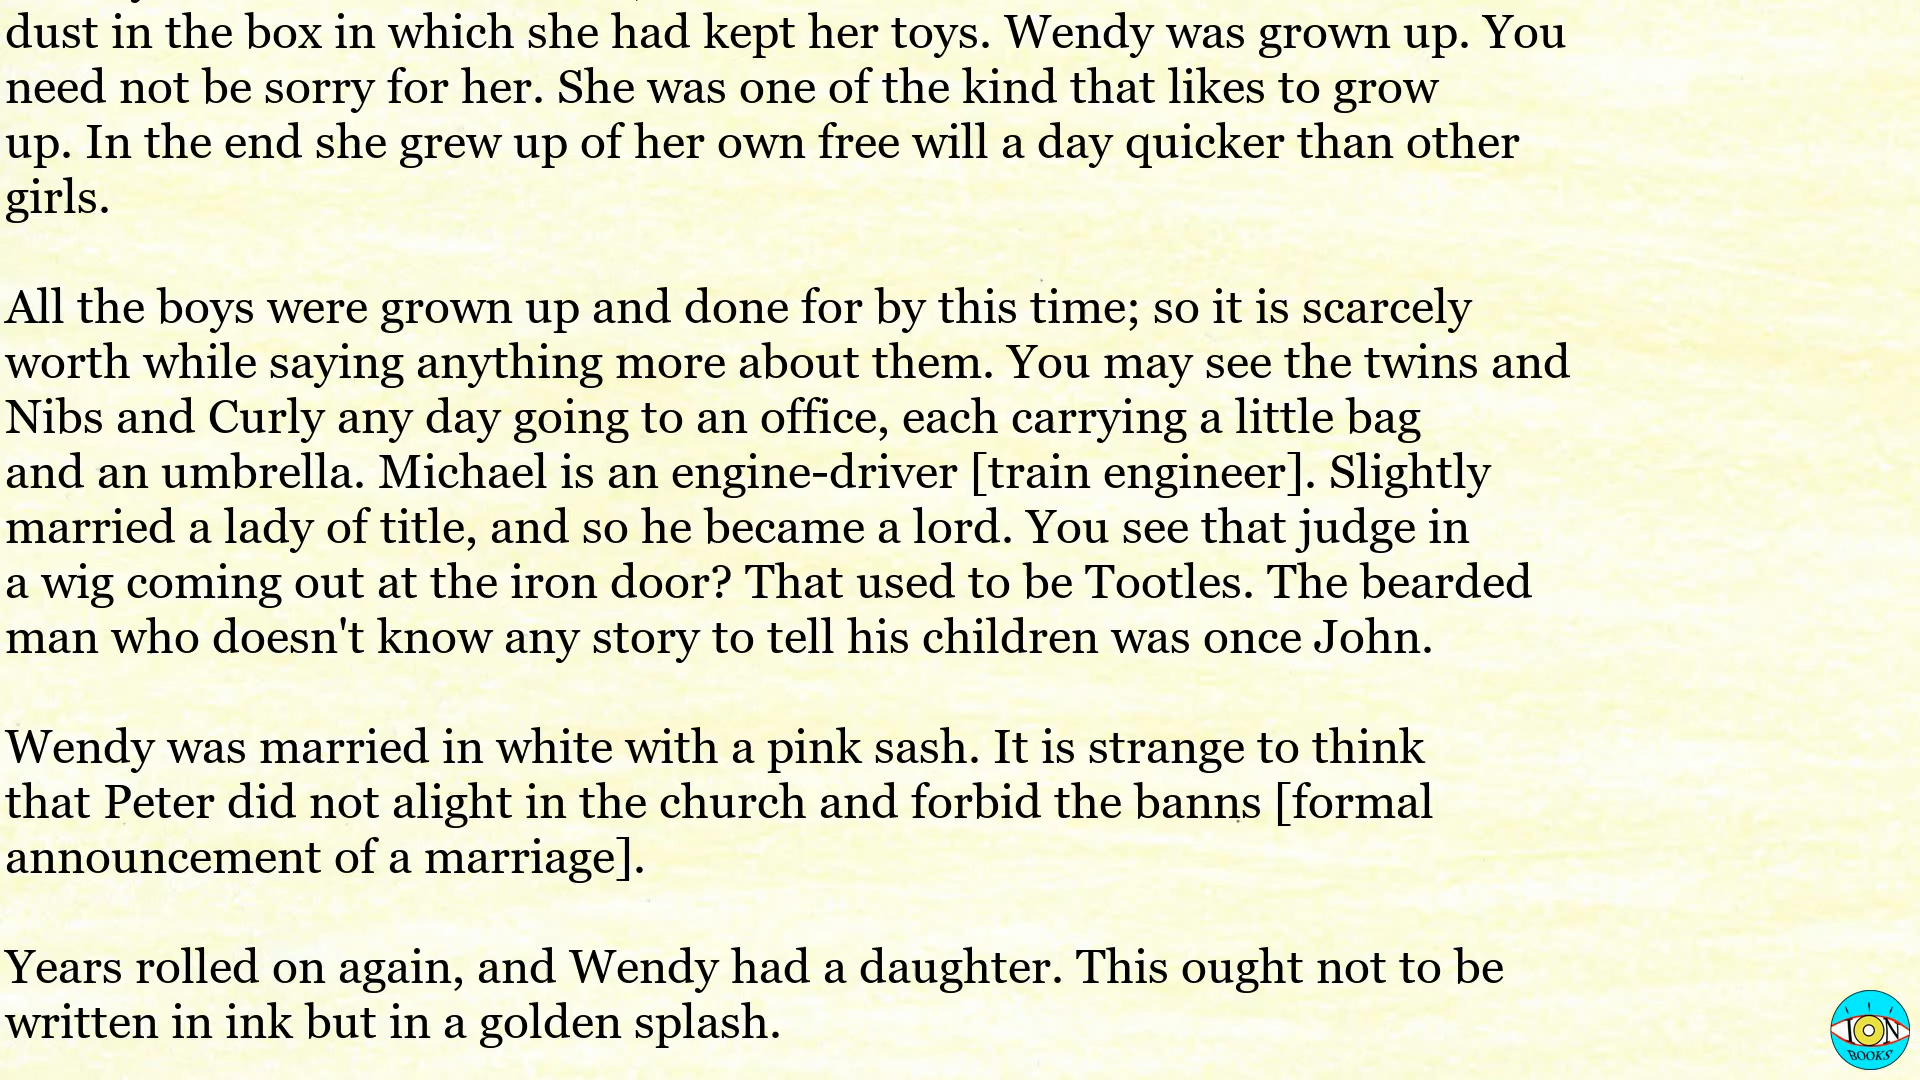 dust in the box in which she had kept her toys. Wendy was grown up. You
need not be sorry for her. She was one of the kind that likes to grow
up. In the end she grew up of her own free will a day quicker than other
girls.
All the boys were grown up and done for by this time; so it is scarcely
worth while saying anything more about them. You may see the twins and
Nibs and Curly any day going to an office, each carrying a little bag
and an umbrella. Michael is an engine-driver [train engineer]. Slightly
married a lady of title, and so he became a lord. You see that judge in
a wig coming out at the iron door? That used to be Tootles. The bearded
man who doesn't know any story to tell his children was once John.
Wendy was married in white with a pink sash. It is strange to think
that Peter did not alight in the church and forbid the banns [formal
announcement of a marriage].
Years rolled on again, and Wendy had a daughter. This ought not to be
written in ink but in a golden splash.
ION
BOOKS